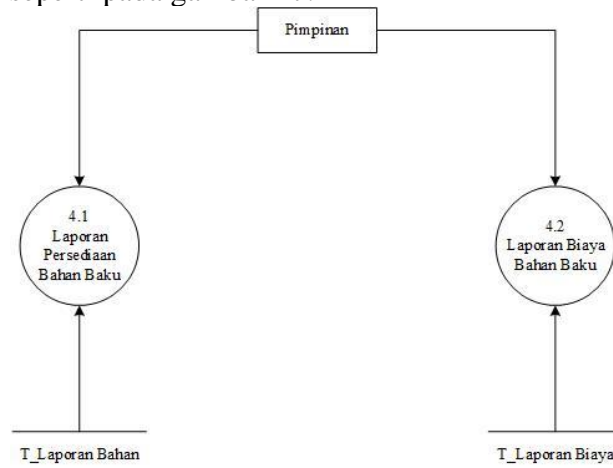 Pimpinan
4.1
Laporan
Persediaan
Bahan Baku
4.2
Laporan Biaya
Bahan Baku
T_Laporan Bahan
T_Laporan Biaya